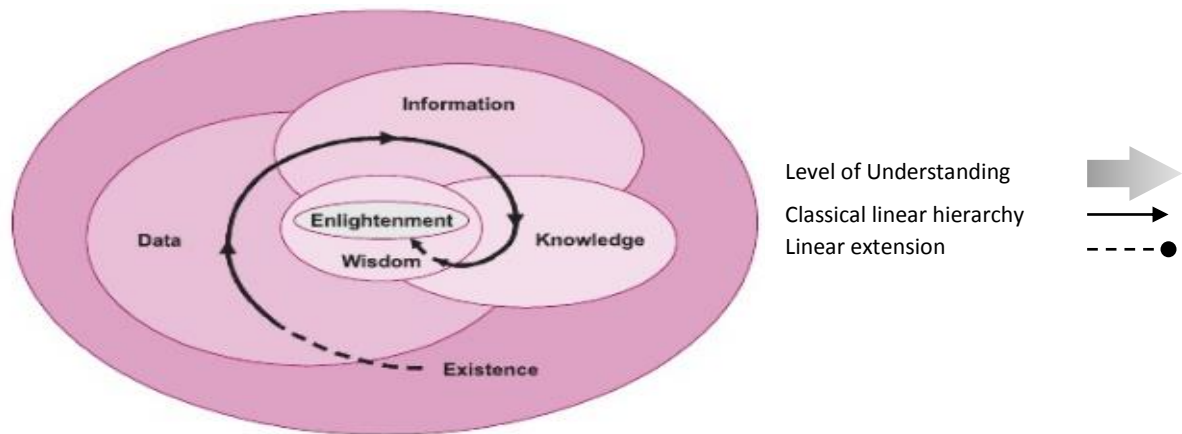 Information
Enlightenment
Data
Knowledge
Wisdom
Existence
Level of Understanding
Classical linear hierarchy
Linear extension